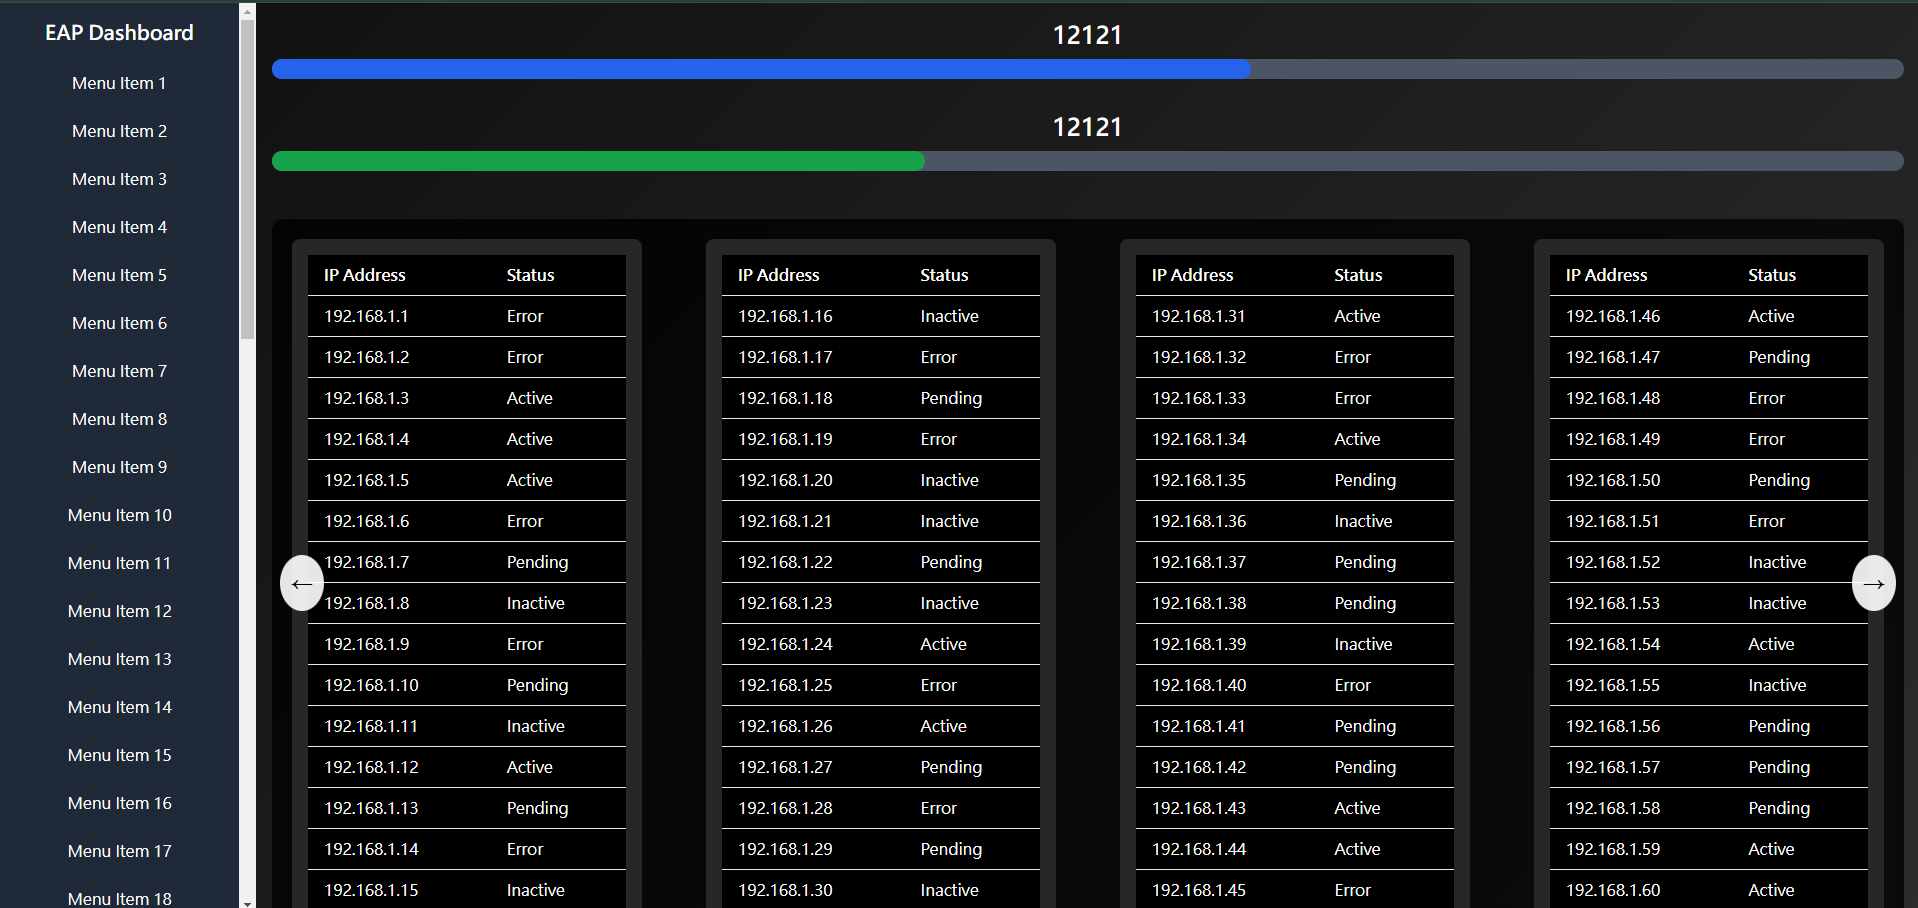 EAP Dashboard
Menu Item 1
Menu Item 2
Menu Item 3
Menu Item 4
Menu Item 5
Menu Item 6
Menu Item 7
Menu Item 8
Menu Item 9
Menu Item 10
Menu Item 11
Menu Item 12
Menu Item 13
Menu Item 14
Menu Item 15
Menu Item 16
Menu Item 17
Menu Item 18
12121
12121
IP Address Status
192.168.1.1 Error
192.168.1.2 Error
192.168.1.3 Active
192.168.1.4 Active
192.168.1.5 Active
192.168.1.6 Error
192.168.1.7 Pending
192.168.1.8 Inactive
192.168.1.9 Error
192.168.1.10 Pending
192.168.1.11 Inactive
192.168.1.12 Active
192.168.1.13 Pending
192.168.1.14 Error
192.168.1.15 Inactive
IP Address Status
192.168.1.16 Inactive
192.168.1.17 Error
192.168.1.18 Pending
192.168.1.19 Error
192.168.1.20 Inactive
192.168.1.21 Inactive
192.168.1.22 Pending
192.168.1.23 Inactive
192.168.1.24 Active
192.168.1.25 Error
192.168.1.26 Active
192.168.1.27 Pending
192.168.1.28 Error
192.168.1.29 Pending
192.168.1.30 Inactive
IP Address Status
192.168.1.31 Active
192.168.1.32 Error
192.168.1.33 Error
192.168.1.34 Active
192.168.1.35 Pending
192.168.1.36 Inactive
192.168.1.37 Pending
192.168.1.38 Pending
192.168.1.39 Inactive
192.168.1.40 Error
192.168.1.41 Pending
192.168.1.42 Pending
192.168.1.43 Active
192.168.1.44 Active
192.168.1.45 Error
IP Address Status
192.168.1.46 Active
192.168.1.47 Pending
192.168.1.48 Error
192.168.1.49 Error
192.168.1.50 Pending
192.168.1.51 Error
192.168.1.52 Inactive
192.168.1.53 Inactive
192.168.1.54 Active
192.168.1.55 Inactive
192.168.1.56 Pending
192.168.1.57 Pending
192.168.1.58 Pending
192.168.1.59 Active
192.168.1.60 Active
←
→